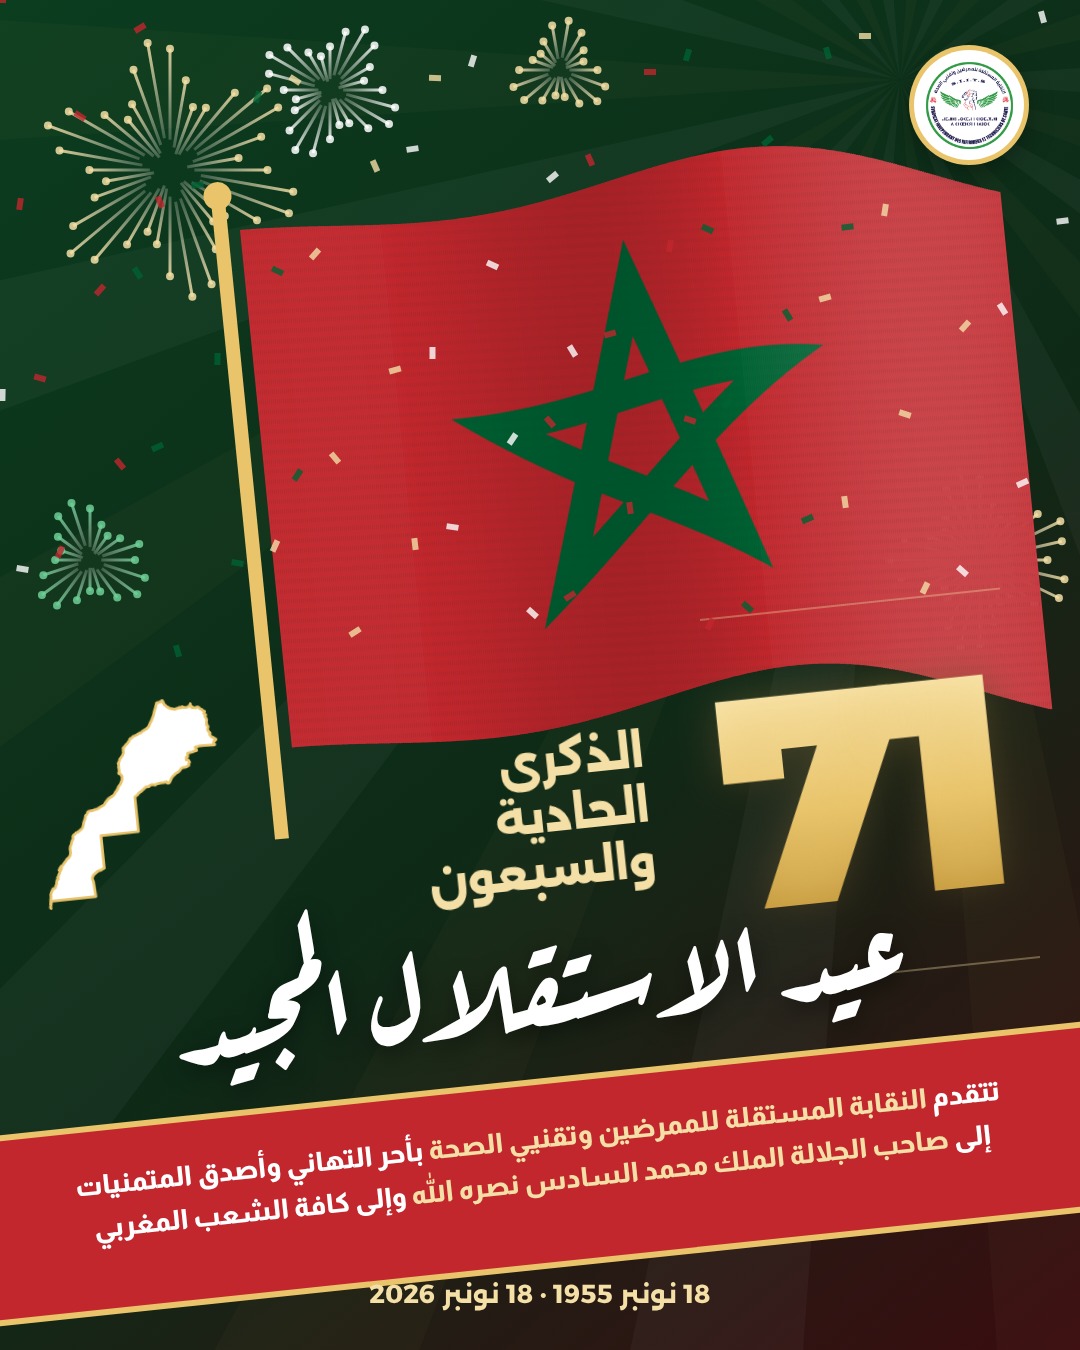 71
الذكرى
الحادية
والسبعون
عيد الاستقلال المجيد
تتقدم النقابة المستقلة للممرضين وتقنيي الصحة بأحر التهاني وأصدق المتمنيات
إلى صاحب الجلالة الملك محمد السادس نصره الله وإلى كافة الشعب المغربي
18 نونبر 1955 · 18 نونبر 2026